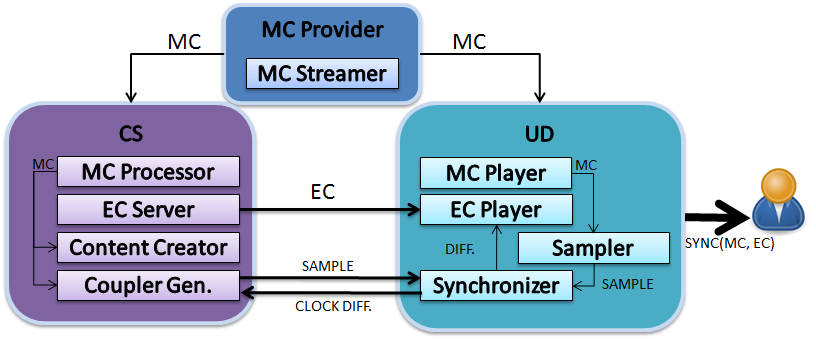 MC Provider
MC
MC
MC Streamer
CS
UD
MC
MC Processor
MC Player
MC
EC Server
EC
EC Player
Content Creator
DIFF.
Sampler
SYNC(MC, EC)
SAMPLE
Coupler Gen.
Synchronizer
SAMPLE
CLOCK DIFF.